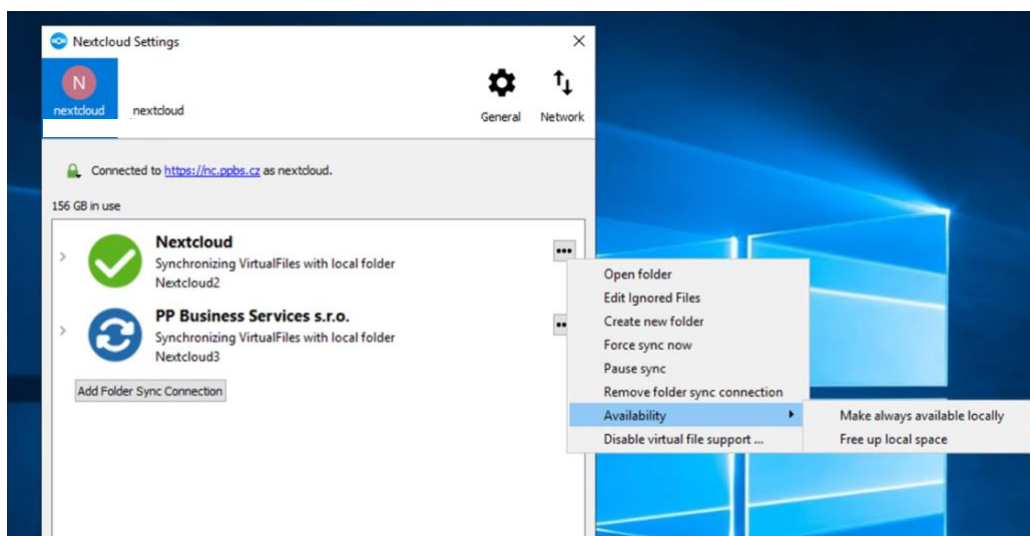 Nextcloud Settings
N
nextcloud
nextcloud
General
Network
Connected to https://nc.ppbs.cz as nextcloud.
156 GB in use
Nextcloud
Synchronizing VirtualFiles with local folder
Nextcloud2
PP Business Services s.r.o.
Synchronizing VirtualFiles with local folder
Nextcloud3
Add Folder Sync Connection
Open folder
Edit Ignored Files
Create new folder
Force sync now
Pause sync
Remove folder sync connection
Availability
Disable virtual file support ...
Make always available locally
Free up local space